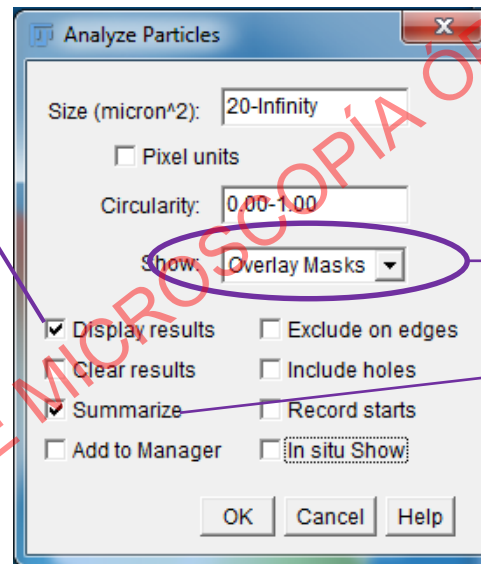 Analyze Particles
Size (micron^2): 20-Infinity
Pixel units
Circularity: 0.00-1.00
Show: Overlay Masks
Display results Exclude on edges
Clear results Include holes
Summarize Record starts
Add to Manager In situ Show
OK Cancel Help
MICROSCOPÍA